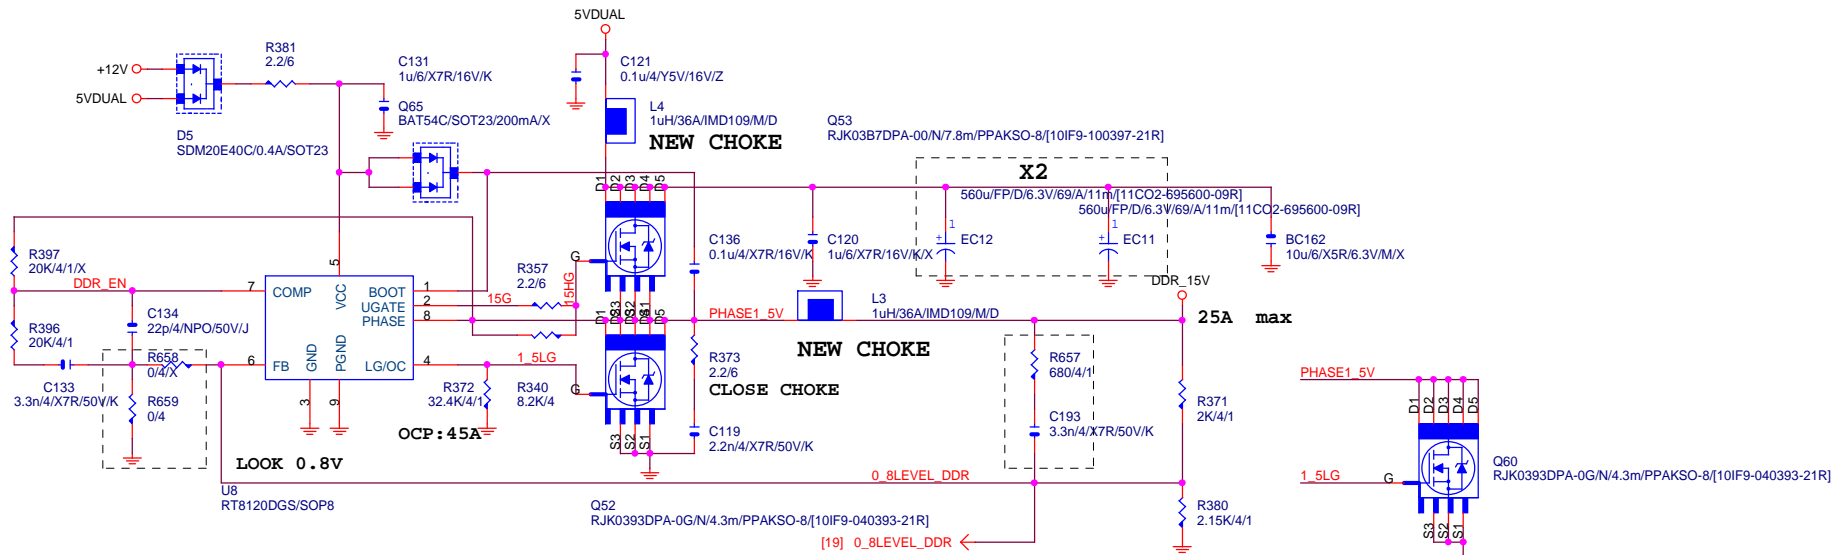 5VDUAL
R381
2.2/6
+12V
5VDUAL
D5
SDM20E40C/0.4A/SOT23
C131
1u/6/X7R/16V/K
Q65
BAT54C/SOT23/200mA/X
C121
0.1u/4/Y5V/16V/Z
L4
1uH/36A/IMD109/M/D
NEW CHOKE
Q53
RJK03B7DPA-00/N/7.8m/PPAKSO-8/[10IF9-100397-21R]
X2
560u/FP/D/6.3V/69/A/11m/[11CO2-695600-09R]
560u/FP/D/6.3V/69/A/11m/[11CO2-695600-09R]
D1
D2
D3
D4
D5
G
1
EC12
1
EC11
C136
0.1u/4/X7R/16V/K
C120
1u/6/X7R/16V/K/X
BC162
10u/6/X5R/6.3V/M/X
R397
20K/4/1/X
DDR_EN
R396
20K/4/1
C134
22p/4/NPO/50V/J
C133
3.3n/4/X7R/50V/K
R658
0/4/X
R659
0/4
LOOK 0.8V
5
7
COMP
VCC
BOOT
1
UGATE
2
PHASE
8
6
FB
GND
PGND
LG/OC
4
3
9
U8
RT8120DGS/SOP8
15G
R357
2.2/6
15HG
1_5LG
R372
32.4K/4/1
R340
8.2K/4
OCP:45A
D1
D5
G
S3
S2
S1
PHASE1_5V
L3
1uH/36A/IMD109/M/D
NEW CHOKE
DDR_15V
25A max
R373
2.2/6
CLOSE CHOKE
C119
2.2n/4/X7R/50V/K
R657
680/4/1
C193
3.3n/4/X7R/50V/K
R371
2K/4/1
R380
2.15K/4/1
0_8LEVEL_DDR
Q52
RJK0393DPA-0G/N/4.3m/PPAKSO-8/[10IF9-040393-21R]
[19] 0_8LEVEL_DDR
PHASE1_5V
D1
D2
D3
D4
D5
1_5LG
G
S3
S2
S1
Q60
RJK0393DPA-0G/N/4.3m/PPAKSO-8/[10IF9-040393-21R]